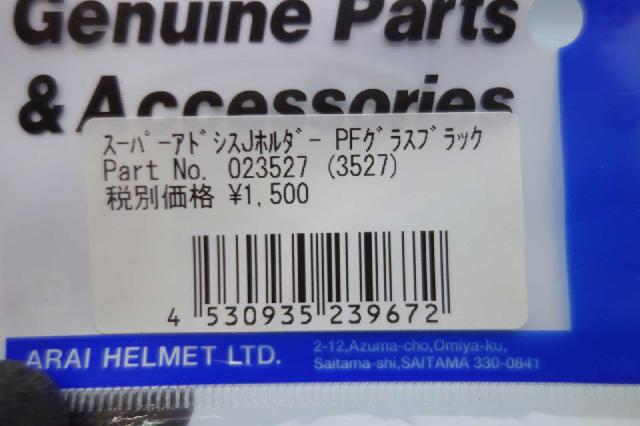 Genuine Parts
& Accessories
スーパーアドシスJホルダー PFグラスブラック
Part No. 023527 (3527)
税別価格 ¥1,500
4 530935 239672
ARAI HELMET LTD.
2-12,Azuma-cho,Omiya-ku,
Saitama-shi,SAITAMA 330-0841